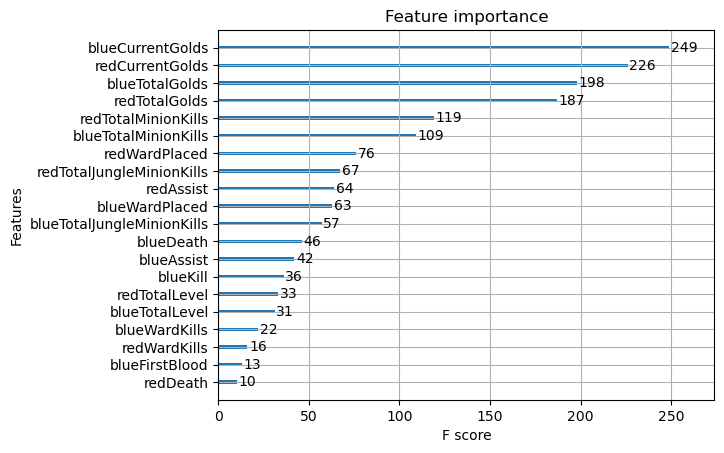 Feature importance
Features
blueCurrentGolds 249
redCurrentGolds 226
blueTotalGolds 198
redTotalGolds 187
redTotalMinionKills 119
blueTotalMinionKills 109
redWardPlaced 76
redTotalJungleMinionKills 67
redAssist 64
blueWardPlaced 63
blueTotalJungleMinionKills 57
blueDeath 46
blueAssist 42
blueKill 36
redTotalLevel 33
blueTotalLevel 31
blueWardKills 22
redWardKills 16
blueFirstBlood 13
redDeath 10
0 50 100 150 200 250
F score